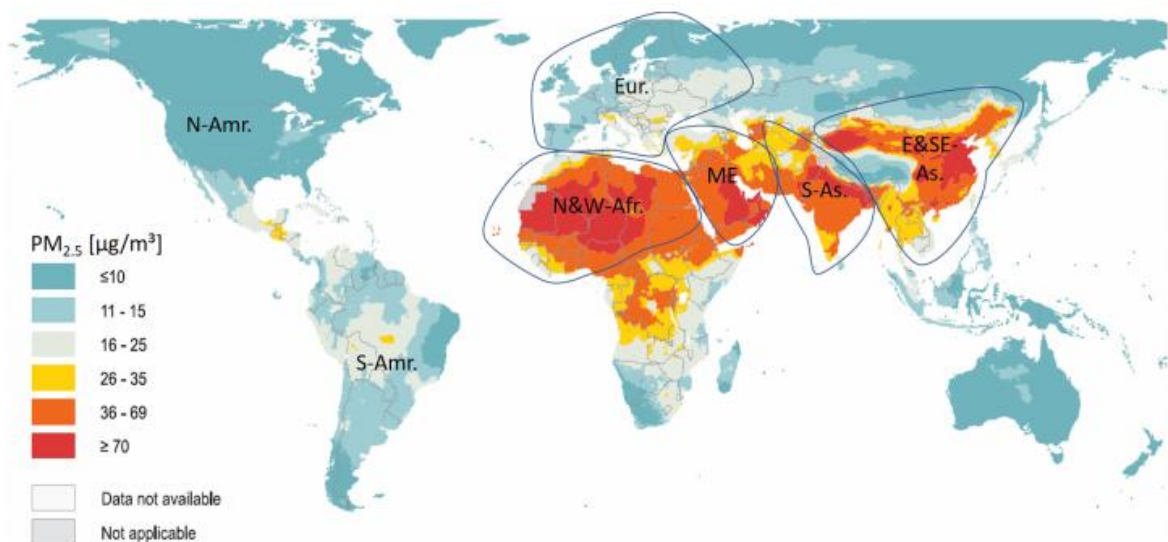 N-Amr.
Eur.
E&SE-
As.
ME
S-As.
N&W-Afr.
PM2.5 [µg/m³]
≤10
11 - 15
16 - 25
26 - 35
36 - 69
≥ 70
S-Amr.
Data not available
Not applicable